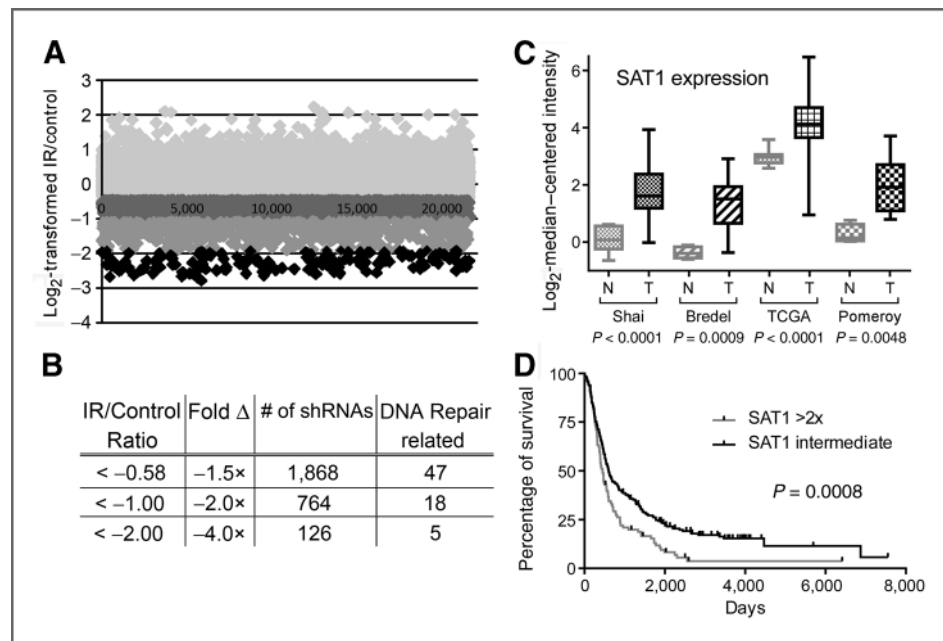 A
Log2-transformed IR/control
3
2
1
0
−1
−2
−3
−4
0 5,000 10,000 15,000 20,000
B
IR/Control Ratio Fold Δ # of shRNAs DNA Repair related
< −0.58 −1.5× 1,868 47
< −1.00 −2.0× 764 18
< −2.00 −4.0× 126 5
C
SAT1 expression
Log2-median-centered intensity
6
4
2
0
N T N T N T N T
Shai Bredel TCGA Pomeroy
P < 0.0001 P = 0.0009 P < 0.0001 P = 0.0048
D
Percentage of survival
100
75
50
25
0
SAT1 >2x
SAT1 intermediate
P = 0.0008
0 2,000 4,000 6,000 8,000
Days